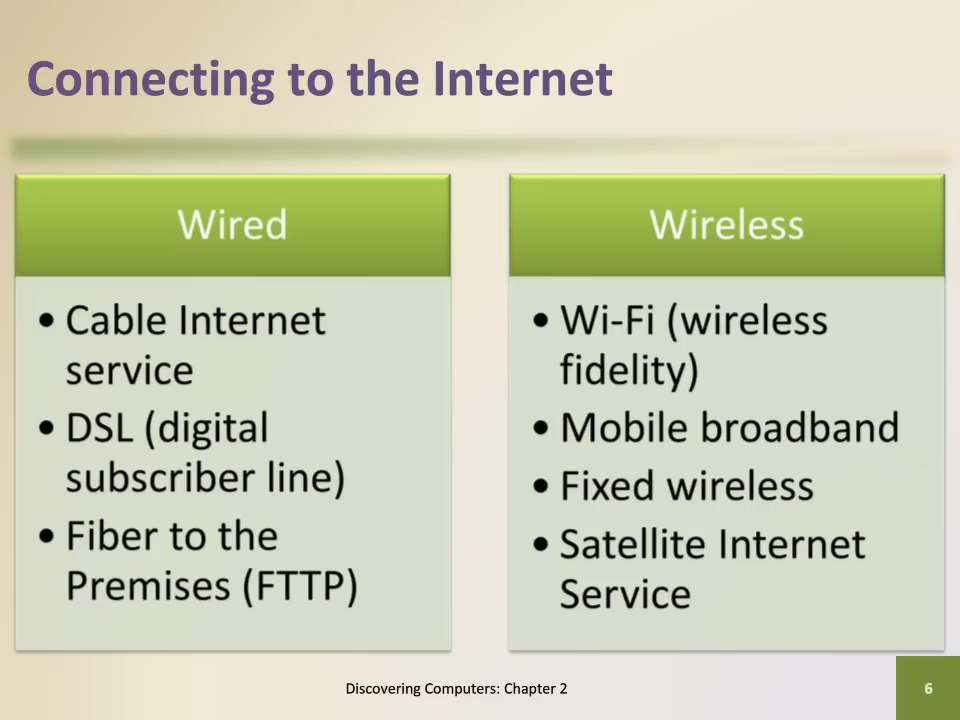 Connecting to the Internet
Wired
• Cable Internet
service
• DSL (digital
subscriber line)
• Fiber to the
Premises (FTTP)
Wireless
• Wi-Fi (wireless
fidelity)
• Mobile broadband
• Fixed wireless
• Satellite Internet
Service
Discovering Computers: Chapter 2
6